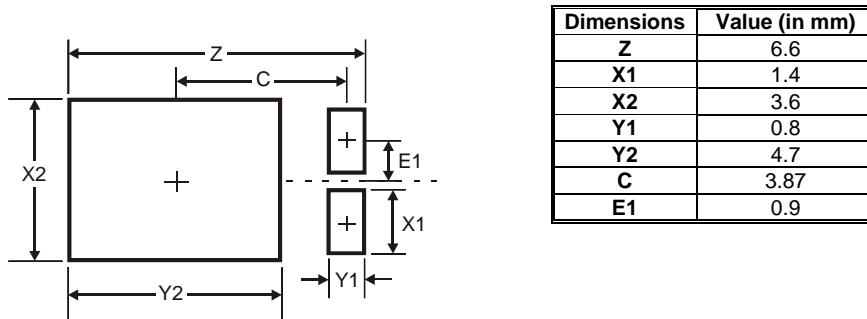 Z
C
X2
E1
X1
Y1
Y2
Dimensions Value (in mm)
Z 6.6
X1 1.4
X2 3.6
Y1 0.8
Y2 4.7
C 3.87
E1 0.9